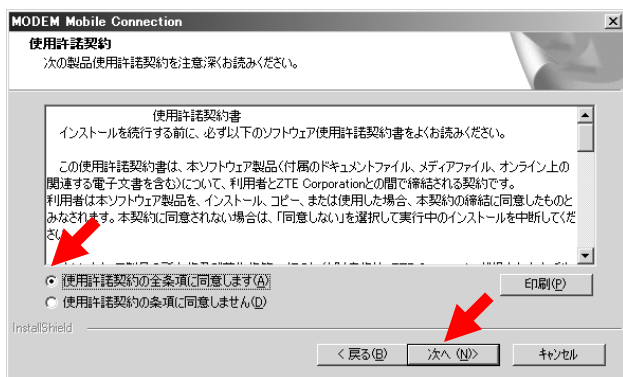 MODEM Mobile Connection
使用許諾契約
次の製品使用許諾契約を注意深くお読みください。
使用許諾契約書
インストールを続行する前に、必ず以下のソフトウェア使用許諾契約書をよくお読みください。
この使用許諾契約書は、本ソフトウェア製品(付属のドキュメントファイル、メディアファイル、オンライン上の
関連する電子文書を含む)について、利用者とZTE Corporationとの間で締結される契約です。
利用者は本ソフトウェア製品を、インストール、コピー、または使用した場合、本契約の締結に同意したものと
みなされます。本契約に同意されない場合は、「同意しない」を選択して実行中のインストールを中断してくだ
さい
使用許諾契約の全条項に同意します(A)
使用許諾契約の条項に同意しません(D)
印刷(P)
InstallShield
< 戻る(B)
次へ (N)>
キャンセル